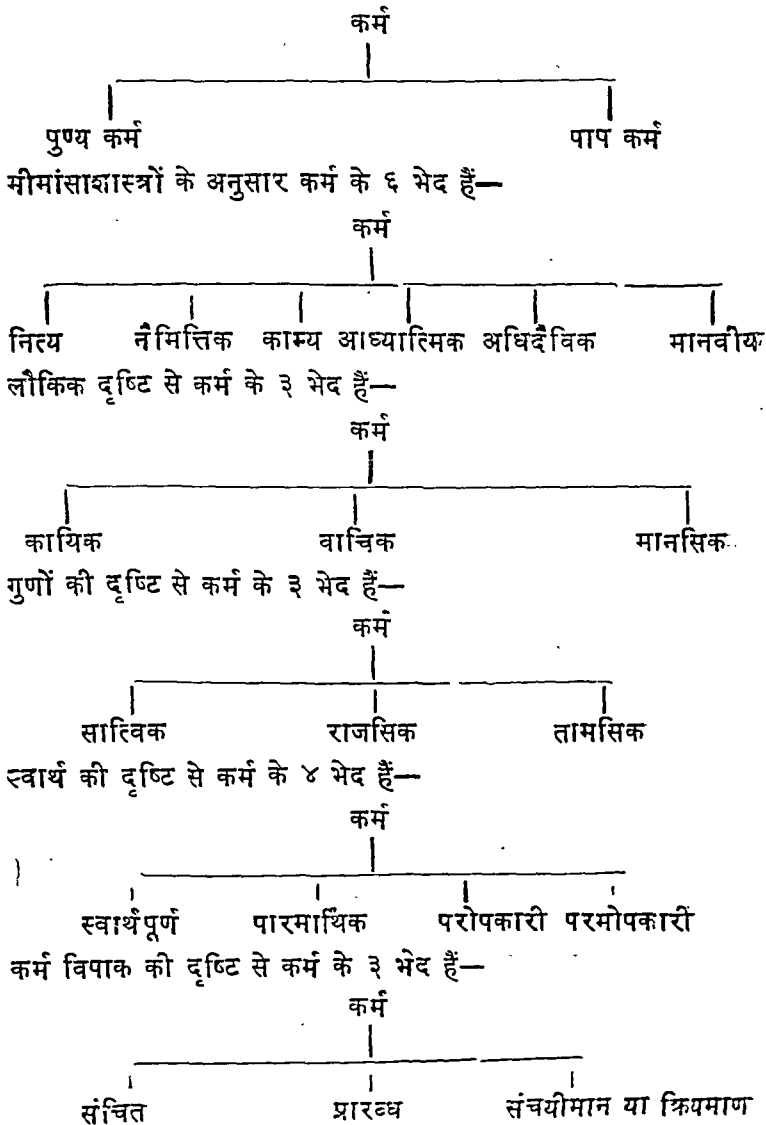 कर्म
पुण्य कर्म पाप कर्म
मीमांसाशास्त्रों के अनुसार कर्म के ६ भेद हैं—
कर्म
नित्य नैमित्तिक काम्य आध्यात्मिक अधिदैविक मानवीय
लौकिक दृष्टि से कर्म के ३ भेद हैं—
कर्म
कायिक वाचिक मानसिक
गुणों की दृष्टि से कर्म के ३ भेद हैं—
कर्म
सात्विक राजसिक तामसिक
स्वार्थ की दृष्टि से कर्म के ४ भेद हैं—
कर्म
स्वार्थपूर्ण पारमार्थिक परोपकारी परमोपकारी
कर्म विपाक की दृष्टि से कर्म के ३ भेद हैं—
कर्म
संचित प्रारब्ध संचयीमान या क्रियमाण